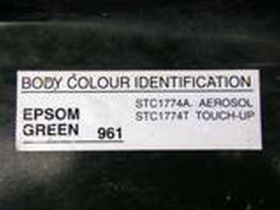 BODY COLOUR IDENTIFICATION
EPSOM
GREEN 961
STC1774A. AEROSOL
STC1774T TOUCH-UP